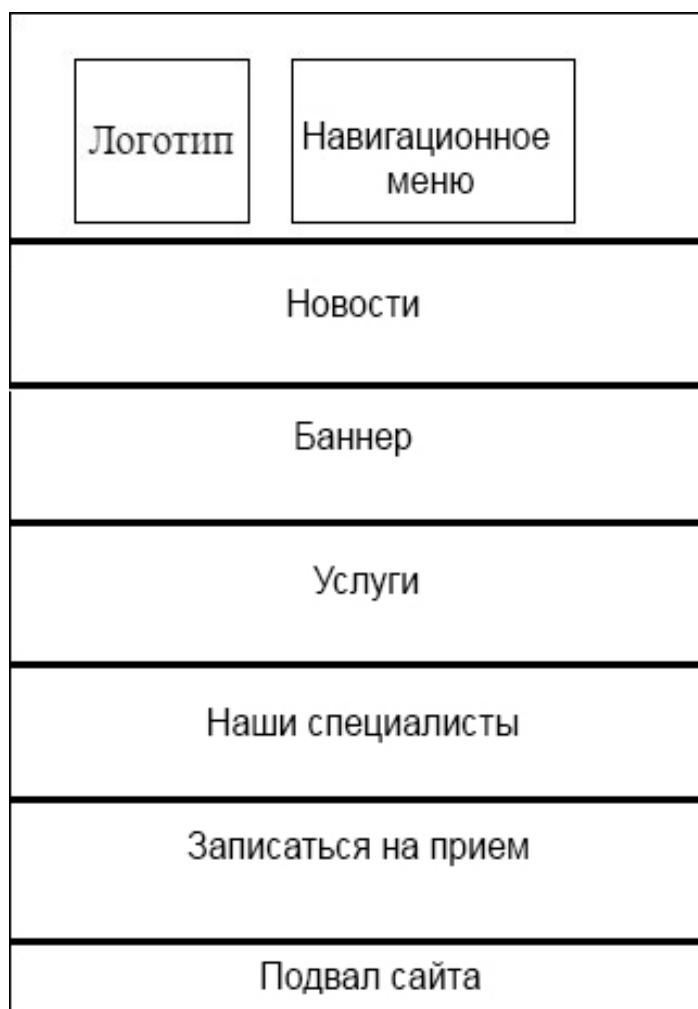 Логотип
Навигационное
меню
Новости
Баннер
Услуги
Наши специалисты
Записаться на прием
Подвал сайта